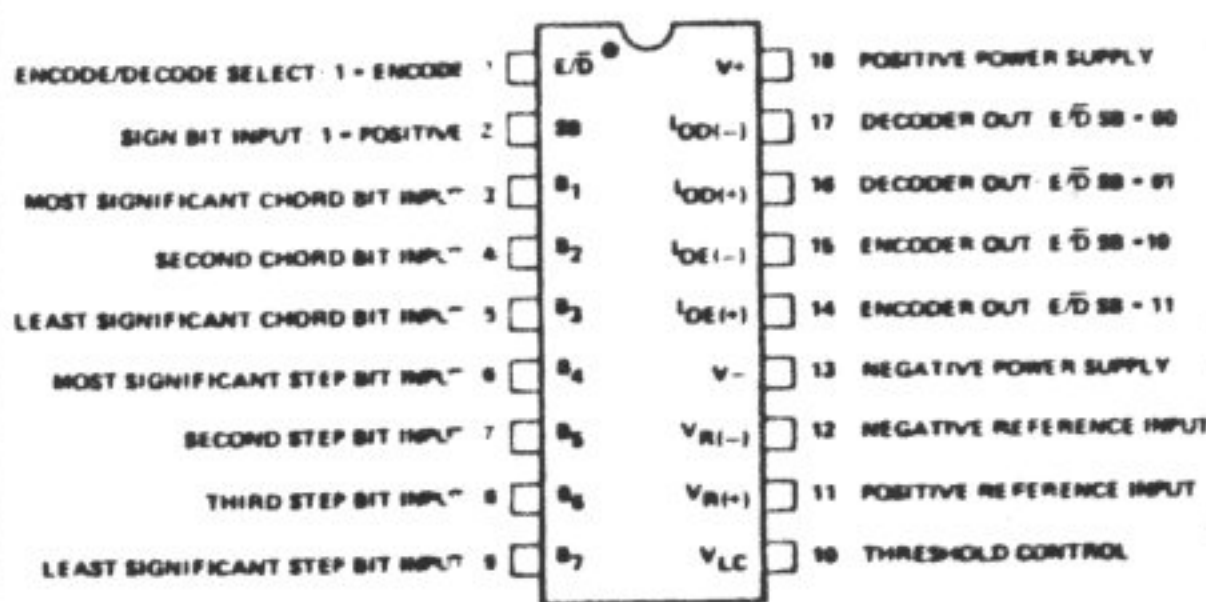 ENCODE/DECODE SELECT: 1 = ENCODE 1 E/D̅ V+ 18 POSITIVE POWER SUPPLY
SIGN BIT INPUT: 1 = POSITIVE 2 SB IOD(−) 17 DECODER OUT E/D̅ SB = 00
MOST SIGNIFICANT CHORD BIT INPUT 3 B1 IOD(+) 16 DECODER OUT E/D̅ SB = 01
SECOND CHORD BIT INPUT 4 B2 IOE(−) 15 ENCODER OUT E/D̅ SB = 10
LEAST SIGNIFICANT CHORD BIT INPUT 5 B3 IOE(+) 14 ENCODER OUT E/D̅ SB = 11
MOST SIGNIFICANT STEP BIT INPUT 6 B4 V− 13 NEGATIVE POWER SUPPLY
SECOND STEP BIT INPUT 7 B5 VR(−) 12 NEGATIVE REFERENCE INPUT
THIRD STEP BIT INPUT 8 B6 VR(+) 11 POSITIVE REFERENCE INPUT
LEAST SIGNIFICANT STEP BIT INPUT 9 B7 VLC 10 THRESHOLD CONTROL